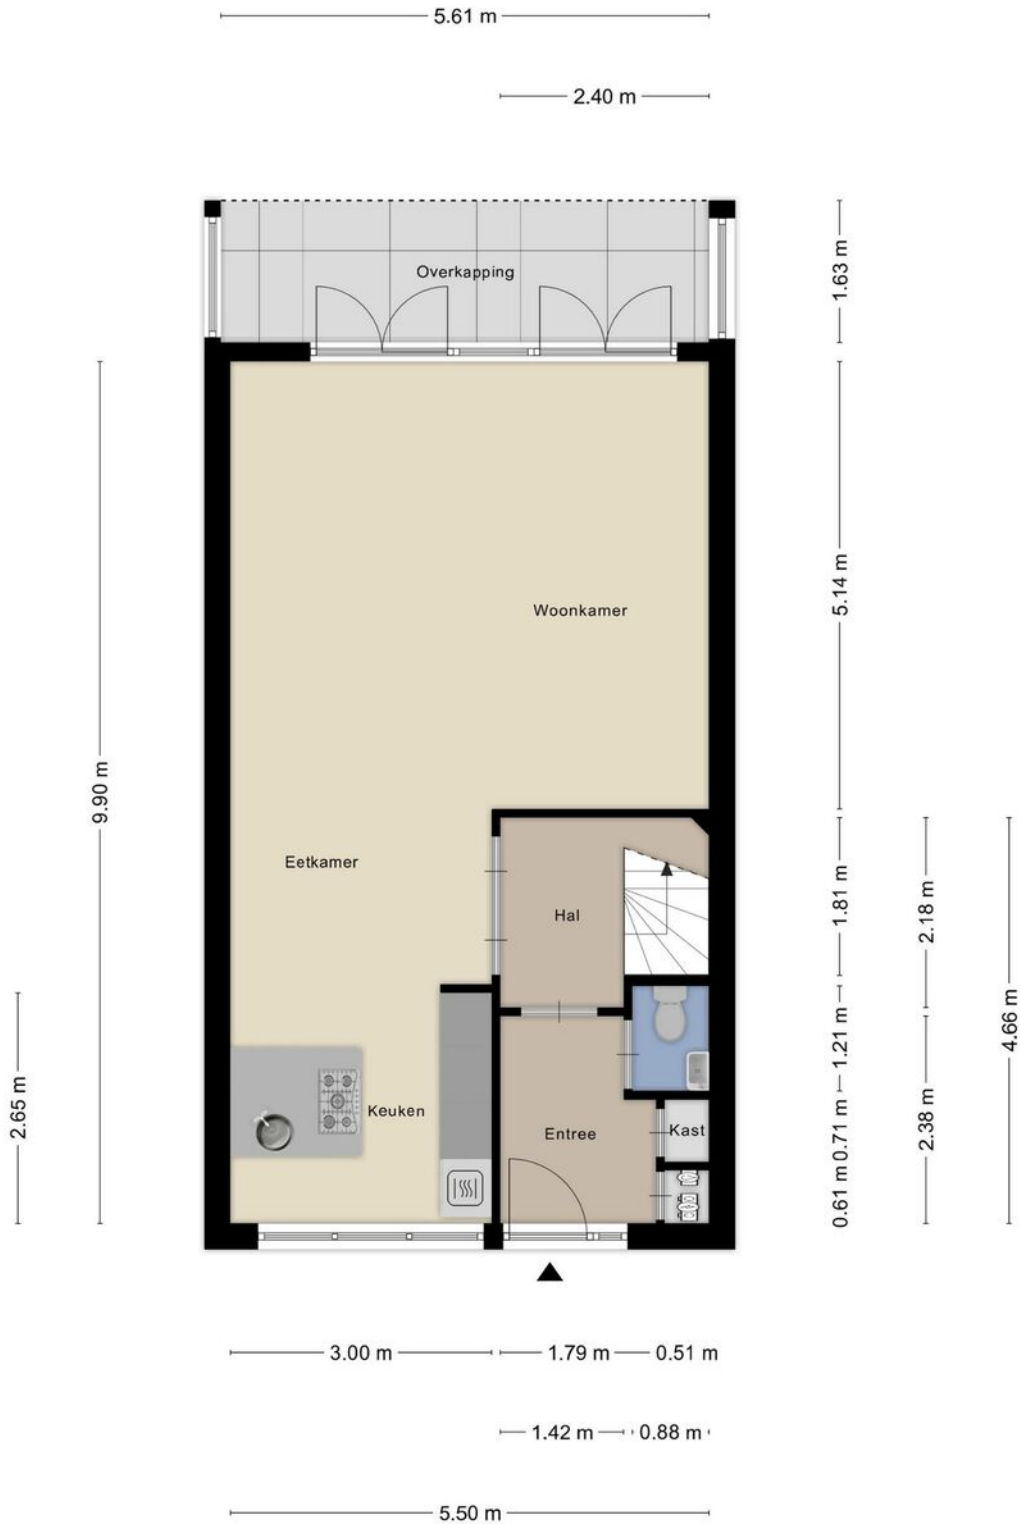 5.61 m
2.40 m
Overkapping
1.63 m
Woonkamer
5.14 m
9.90 m
Eetkamer
Hal
1.81 m
2.18 m
4.66 m
1.21 m
2.65 m
Keuken
Entree
Kast
0.71 m
2.38 m
0.61 m
3.00 m
1.79 m
0.51 m
1.42 m
0.88 m
5.50 m